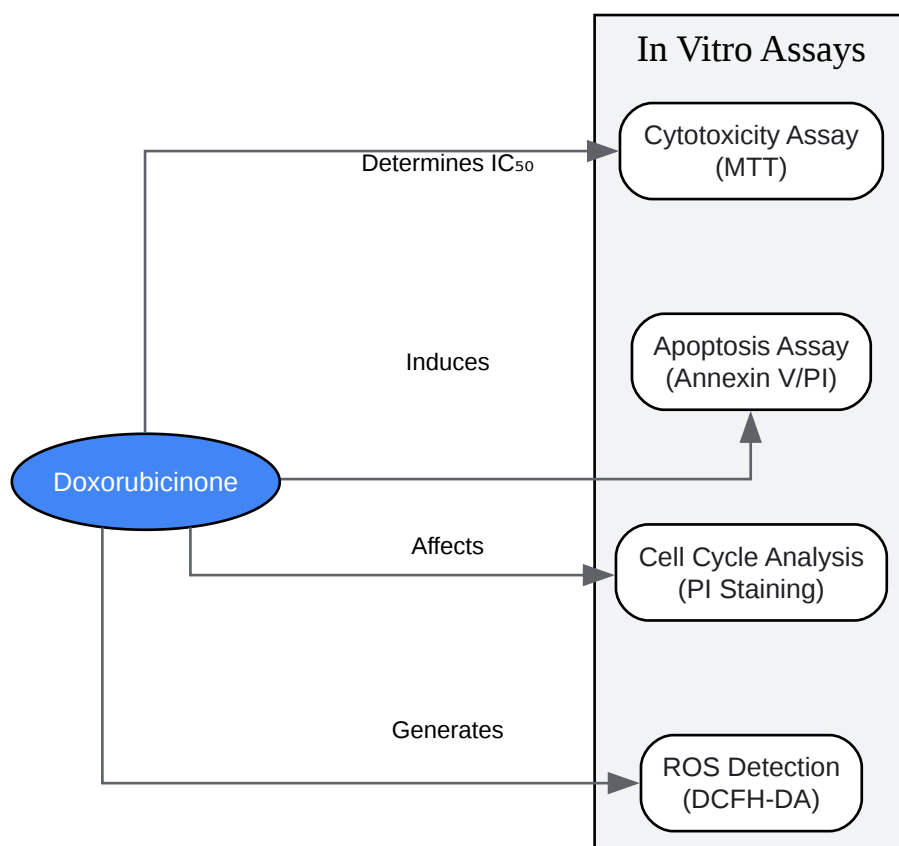 In Vitro Assays
Cytotoxicity Assay
(MTT)
Determines IC₅₀
Apoptosis Assay
(Annexin V/PI)
Induces
Doxorubicinone
Affects
Cell Cycle Analysis
(PI Staining)
Generates
ROS Detection
(DCFH-DA)